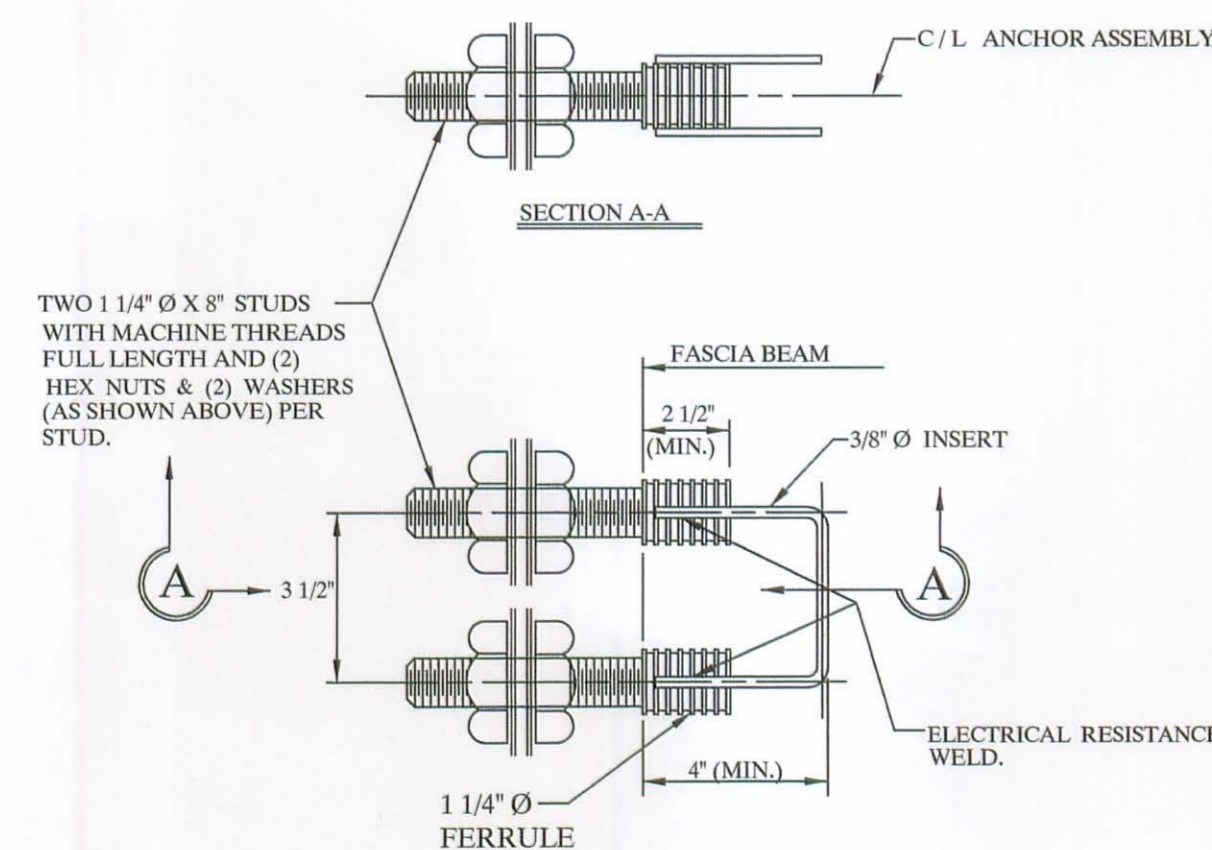 C / L ANCHOR ASSEMBLY
SECTION A-A
TWO 1 1/4" Ø X 8" STUDS
WITH MACHINE THREADS
FULL LENGTH AND (2)
HEX NUTS & (2) WASHERS
(AS SHOWN ABOVE) PER
STUD.
FASCIA BEAM
2 1/2"
(MIN.)
3/8" Ø INSERT
A
3 1/2"
A
ELECTRICAL RESISTANCE
WELD.
4" (MIN.)
1 1/4" Ø
FERRULE